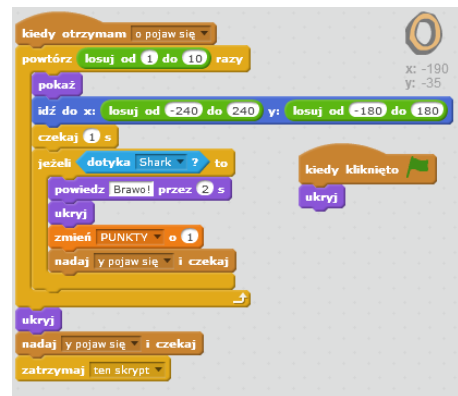 kiedy otrzymam o pojaw się
powtórz losuj od 1 do 10 razy
pokaż
idź do x: losuj od -240 do 240 y: losuj od -180 do 180
czekaj 1 s
jeżeli dotyka Shark ? to
powiedz Brawo! przez 2 s
ukryj
zmień PUNKTY o 1
nadaj y pojaw się i czekaj
ukryj
nadaj y pojaw się i czekaj
zatrzymaj ten skrypt
x: -190
y: -35
kiedy kliknięto
ukryj